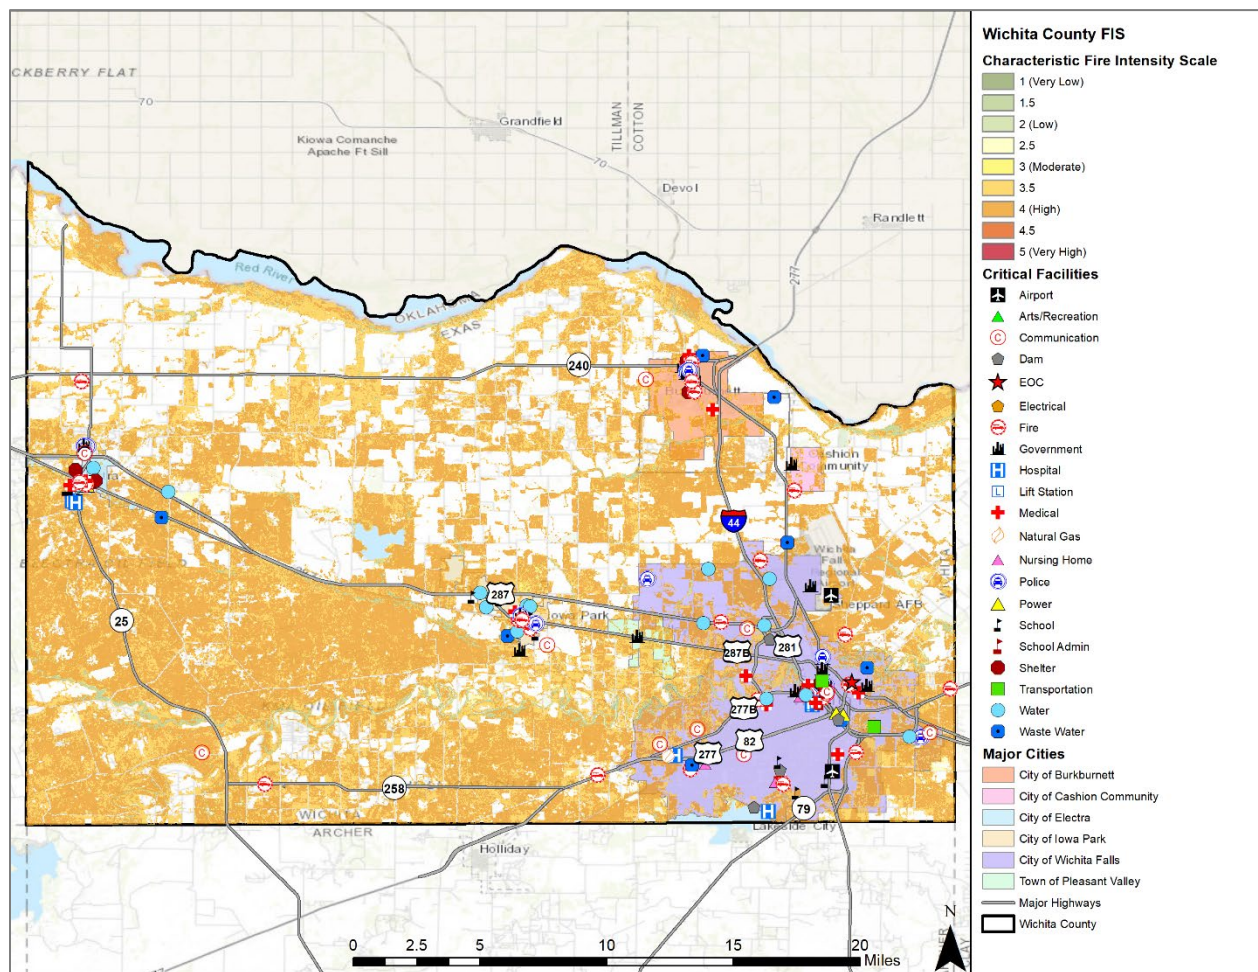 CKBERRY FLAT
70
Grandfield
TILLMAN
COTTON
Kiowa Comanche
Apache Ft Sill
70
Devol
Randlett
277
Red River
OKLAHOMA
TEXAS
240
Cashion
Community
44
Wichita
Sheppard AFB
287
Iowa Park
25
287B
281
277B
82
277
258
79
WICHITA
ARCHER
Holliday
Lakeside City
WICHITA
CLAY
N
0 2.5 5 10 15 20
Miles
Wichita County FIS
Characteristic Fire Intensity Scale
1 (Very Low)
1.5
2 (Low)
2.5
3 (Moderate)
3.5
4 (High)
4.5
5 (Very High)
Critical Facilities
Airport
Arts/Recreation
C Communication
Dam
EOC
Electrical
Fire
Government
H Hospital
L Lift Station
Medical
Natural Gas
Nursing Home
Police
Power
School
School Admin
Shelter
Transportation
Water
Waste Water
Major Cities
City of Burkburnett
City of Cashion Community
City of Electra
City of Iowa Park
City of Wichita Falls
Town of Pleasant Valley
Major Highways
Wichita County